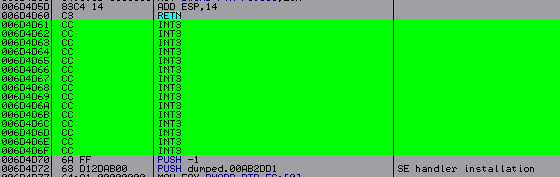 006D4D5D 83C4 14 ADD ESP,14
006D4D60 C3 RETN
006D4D61 CC INT3
006D4D62 CC INT3
006D4D63 CC INT3
006D4D64 CC INT3
006D4D65 CC INT3
006D4D66 CC INT3
006D4D67 CC INT3
006D4D68 CC INT3
006D4D69 CC INT3
006D4D6A CC INT3
006D4D6B CC INT3
006D4D6C CC INT3
006D4D6D CC INT3
006D4D6E CC INT3
006D4D6F CC INT3
006D4D70 6A FF PUSH -1
006D4D72 68 D12DAB00 PUSH dumped.00AB2DD1 SE handler installation